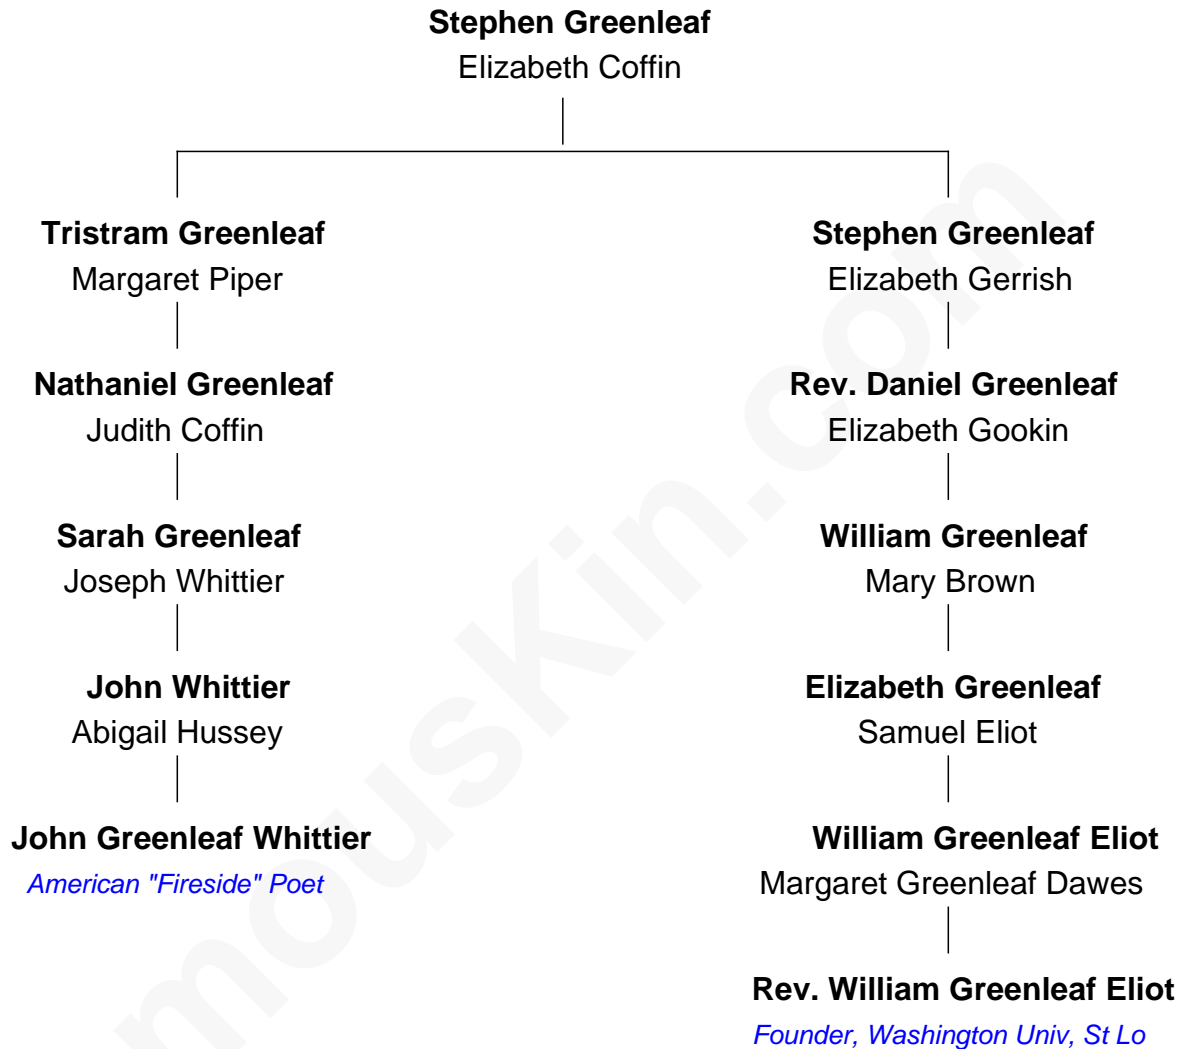 Stephen Greenleaf
Elizabeth Coffin
Tristram Greenleaf
Margaret Piper
Stephen Greenleaf
Elizabeth Gerrish
Nathaniel Greenleaf
Judith Coffin
Rev. Daniel Greenleaf
Elizabeth Gookin
Sarah Greenleaf
Joseph Whittier
William Greenleaf
Mary Brown
John Whittier
Abigail Hussey
Elizabeth Greenleaf
Samuel Eliot
John Greenleaf Whittier
American "Fireside" Poet
William Greenleaf Eliot
Margaret Greenleaf Dawes
Rev. William Greenleaf Eliot
Founder, Washington Univ, St Lo
mousKin.com